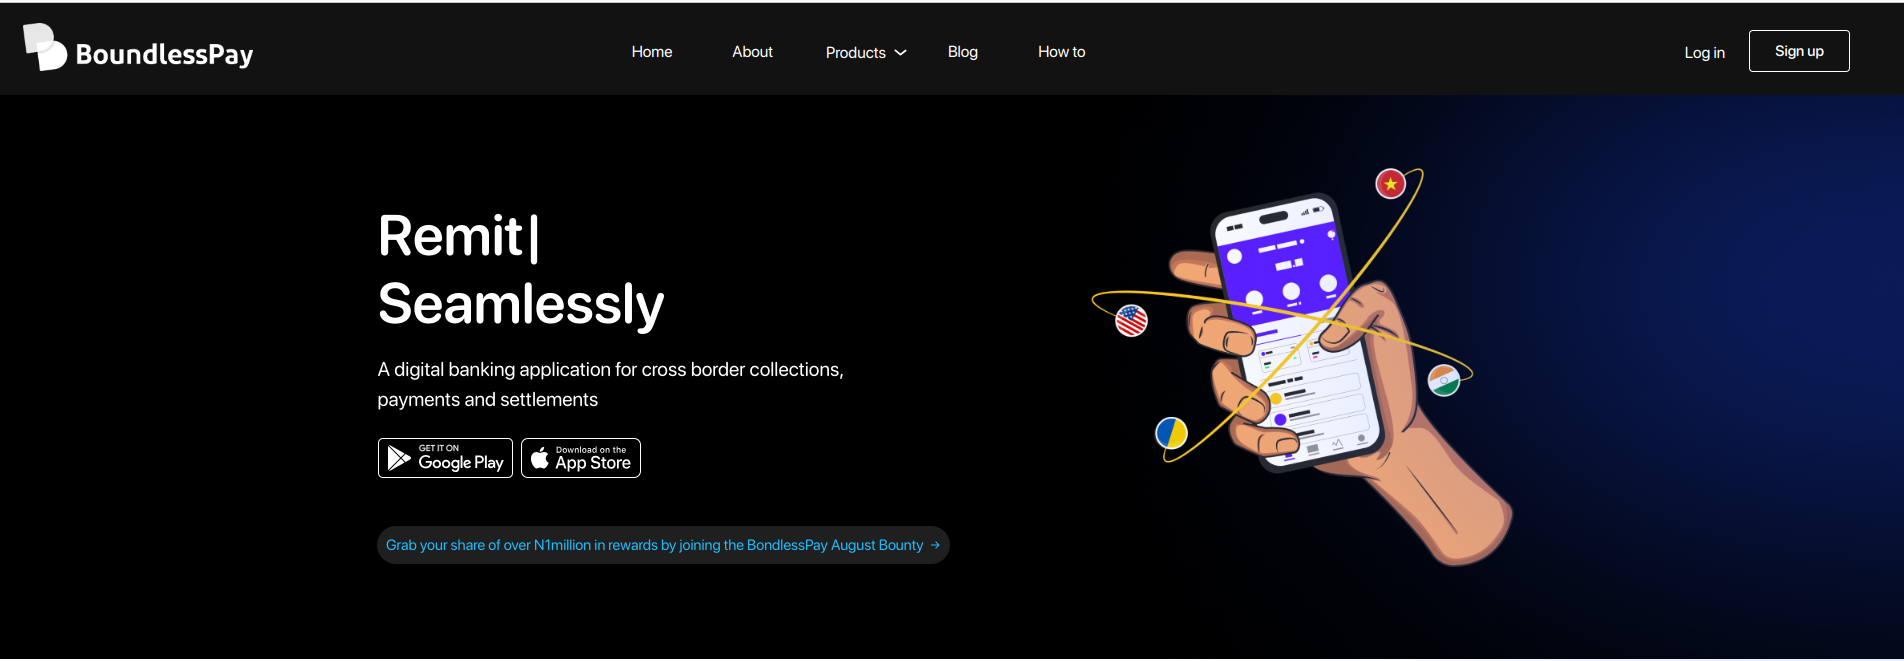 BoundlessPay
Home
About
Products
Blog
How to
Log in
Sign up
Remit|
Seamlessly
A digital banking application for cross border collections,
payments and settlements
GET IT ON
Google Play
Download on the
App Store
Grab your share of over N1million in rewards by joining the BondlessPay August Bounty →